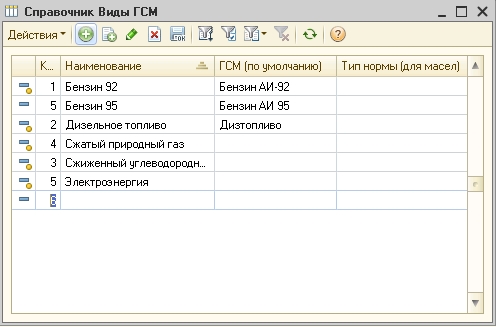 Справочник Виды ГСМ
Действия
К... Наименование ГСМ (по умолчанию) Тип нормы (для масел)
1 Бензин 92 Бензин АИ-92
5 Бензин 95 Бензин АИ 95
2 Дизельное топливо Дизтопливо
4 Сжатый природный газ
3 Сжиженный углеводородн...
5 Электроэнергия
6